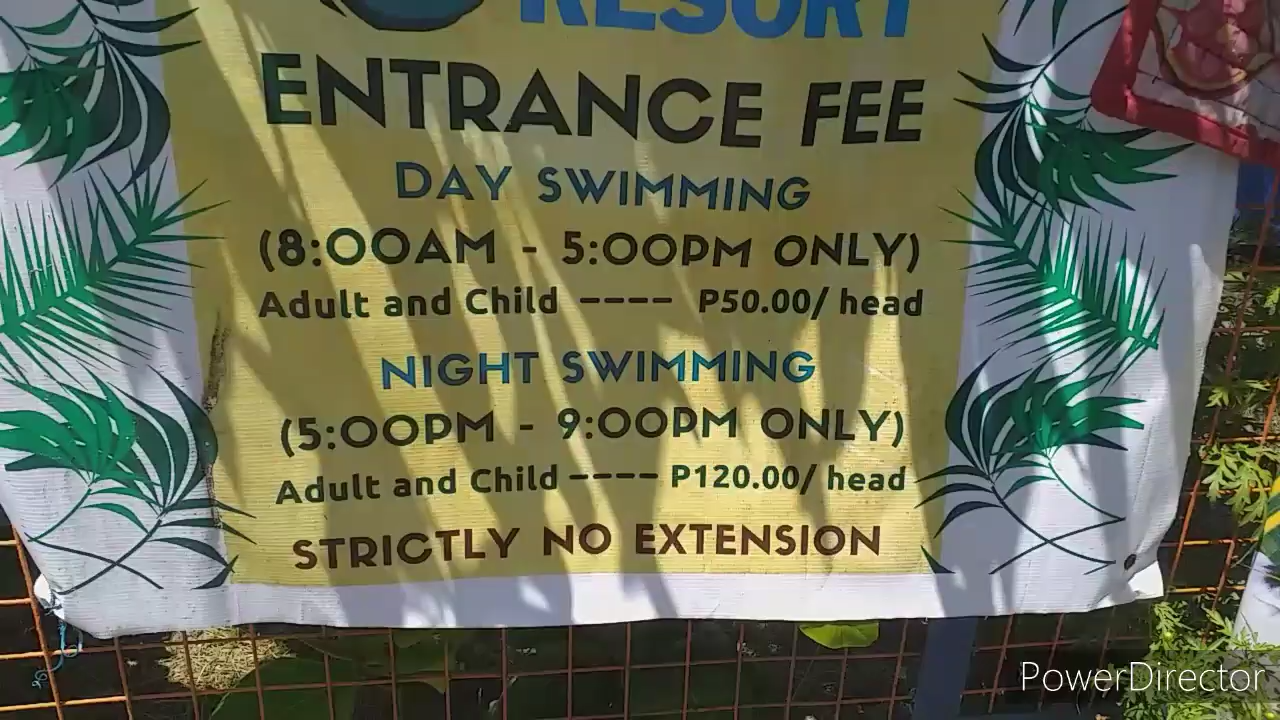 RESORT
ENTRANCE FEE
DAY SWIMMING
(8:00AM - 5:00PM ONLY)
Adult and Child ---- P50.00/ head
NIGHT SWIMMING
(5:00PM - 9:00PM ONLY)
Adult and Child ---- P120.00/ head
STRICTLY NO EXTENSION
PowerDirector